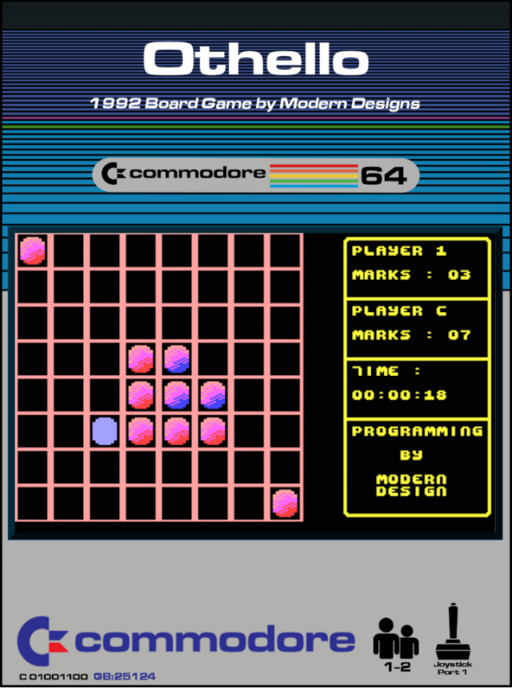 Othello
1992 Board Game by Modern Designs
commodore 64
PLAYER 1
MARKS : 03
PLAYER C
MARKS : 07
TIME :
00:00:18
PROGRAMMING
BY
MODERN
DESIGN
commodore
1-2
Joystick
Port 1
C 01001100 GB:25124